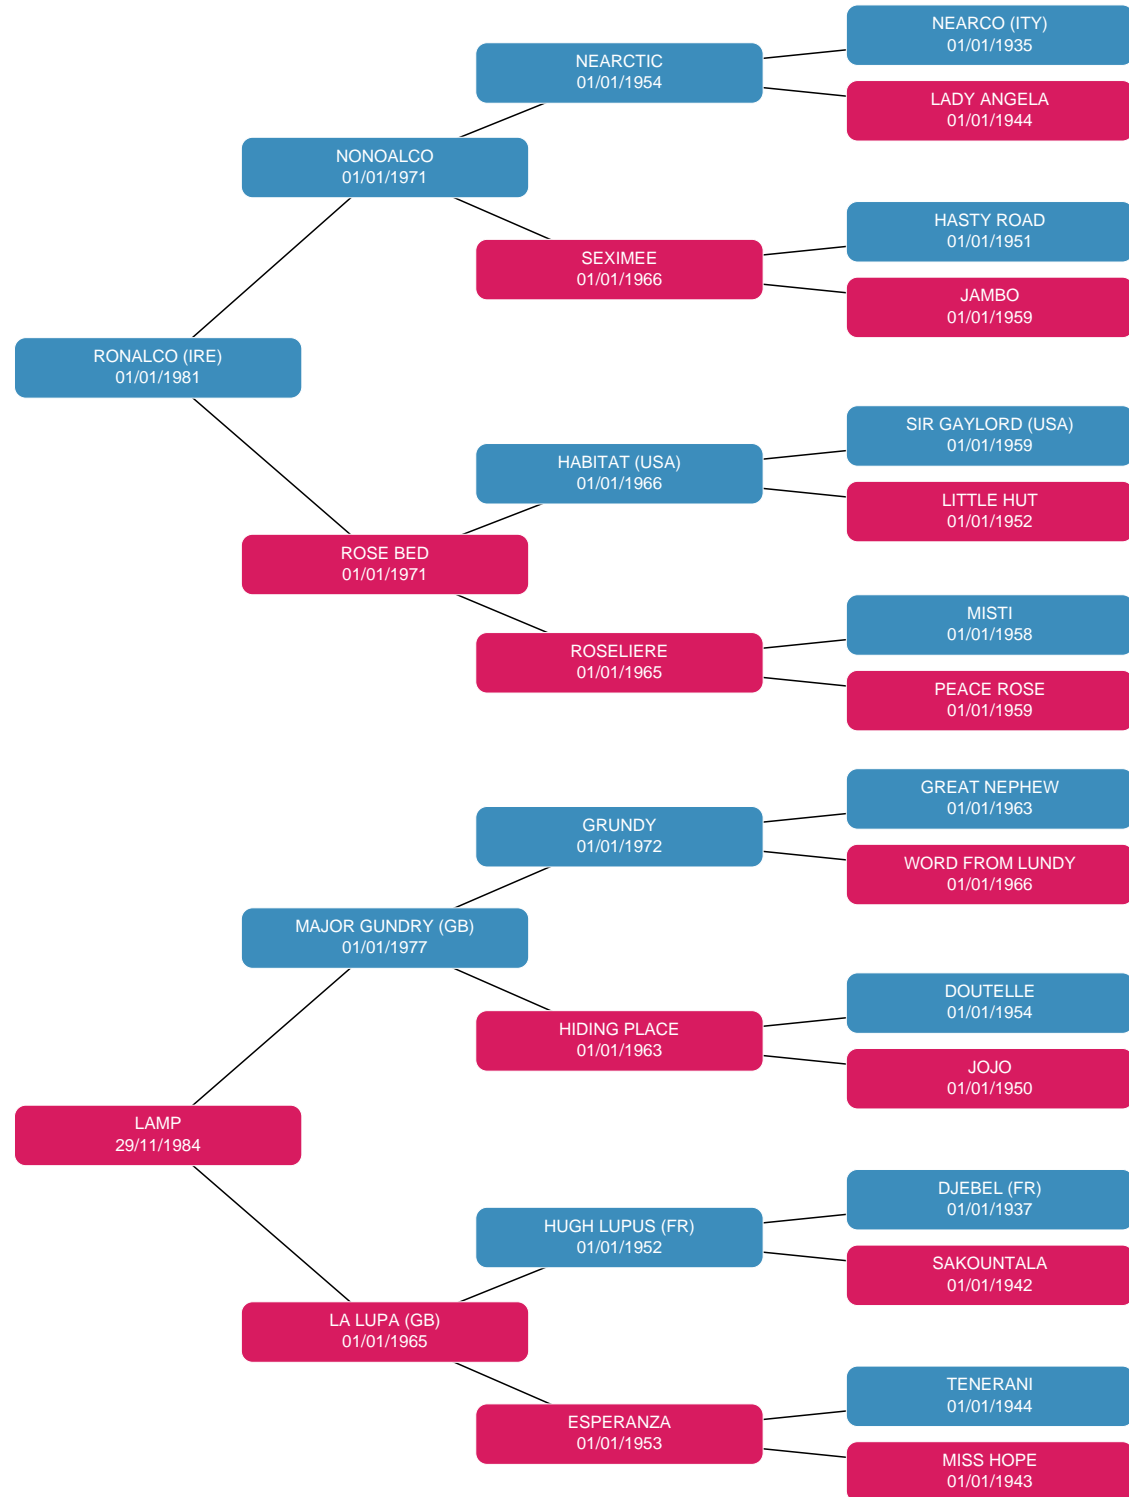 NEARCO (ITY)
01/01/1935
NEARCTIC
01/01/1954
LADY ANGELA
01/01/1944
NONOALCO
01/01/1971
HASTY ROAD
01/01/1951
SEXIMEE
01/01/1966
JAMBO
01/01/1959
RONALCO (IRE)
01/01/1981
SIR GAYLORD (USA)
01/01/1959
HABITAT (USA)
01/01/1966
LITTLE HUT
01/01/1952
ROSE BED
01/01/1971
MISTI
01/01/1958
ROSELIERE
01/01/1965
PEACE ROSE
01/01/1959
GREAT NEPHEW
01/01/1963
GRUNDY
01/01/1972
WORD FROM LUNDY
01/01/1966
MAJOR GUNDRY (GB)
01/01/1977
DOUTELLE
01/01/1954
HIDING PLACE
01/01/1963
JOJO
01/01/1950
LAMP
29/11/1984
DJEBEL (FR)
01/01/1937
HUGH LUPUS (FR)
01/01/1952
SAKOUNTALA
01/01/1942
LA LUPA (GB)
01/01/1965
TENERANI
01/01/1944
ESPERANZA
01/01/1953
MISS HOPE
01/01/1943